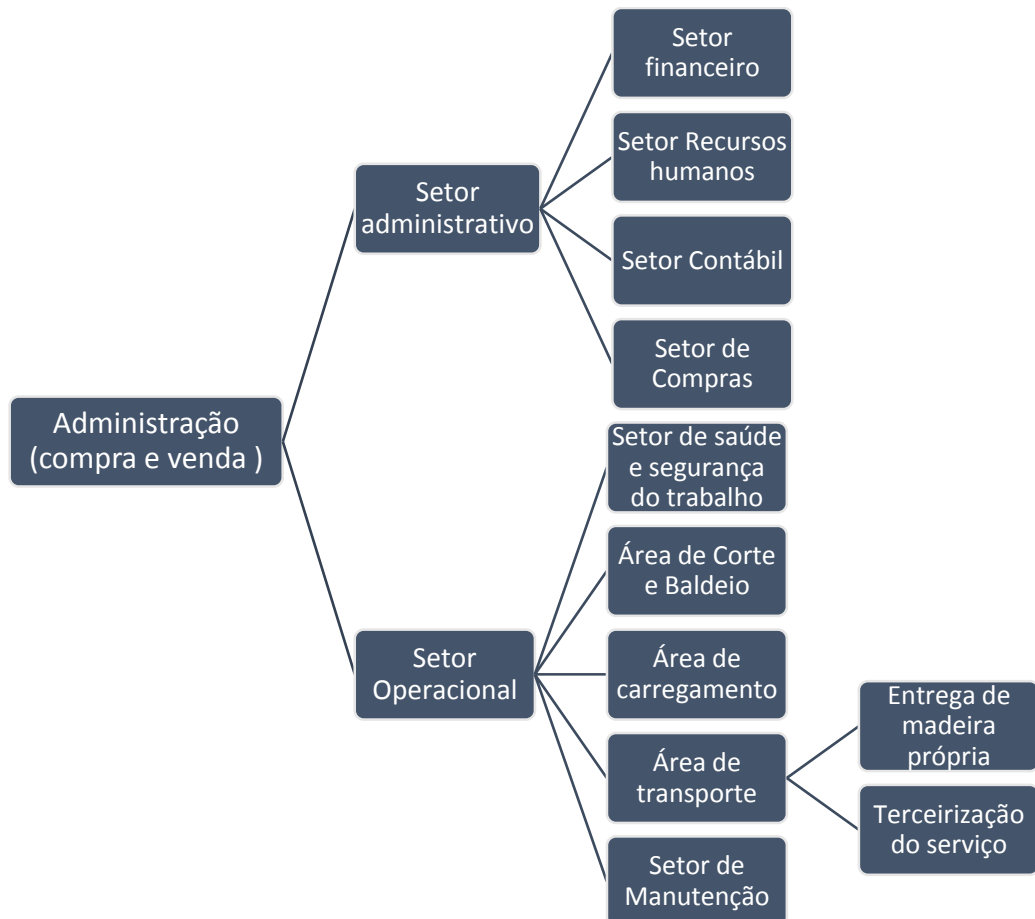 Setor
financeiro
Setor Recursos
humanos
Setor
administrativo
Setor Contábil
Setor de
Compras
Administração
(compra e venda )
Setor de saúde
e segurança
do trabalho
Área de Corte
e Baldeio
Setor
Operacional
Área de
carregamento
Entrega de
madeira
própria
Área de
transporte
Terceirização
do serviço
Setor de
Manutenção